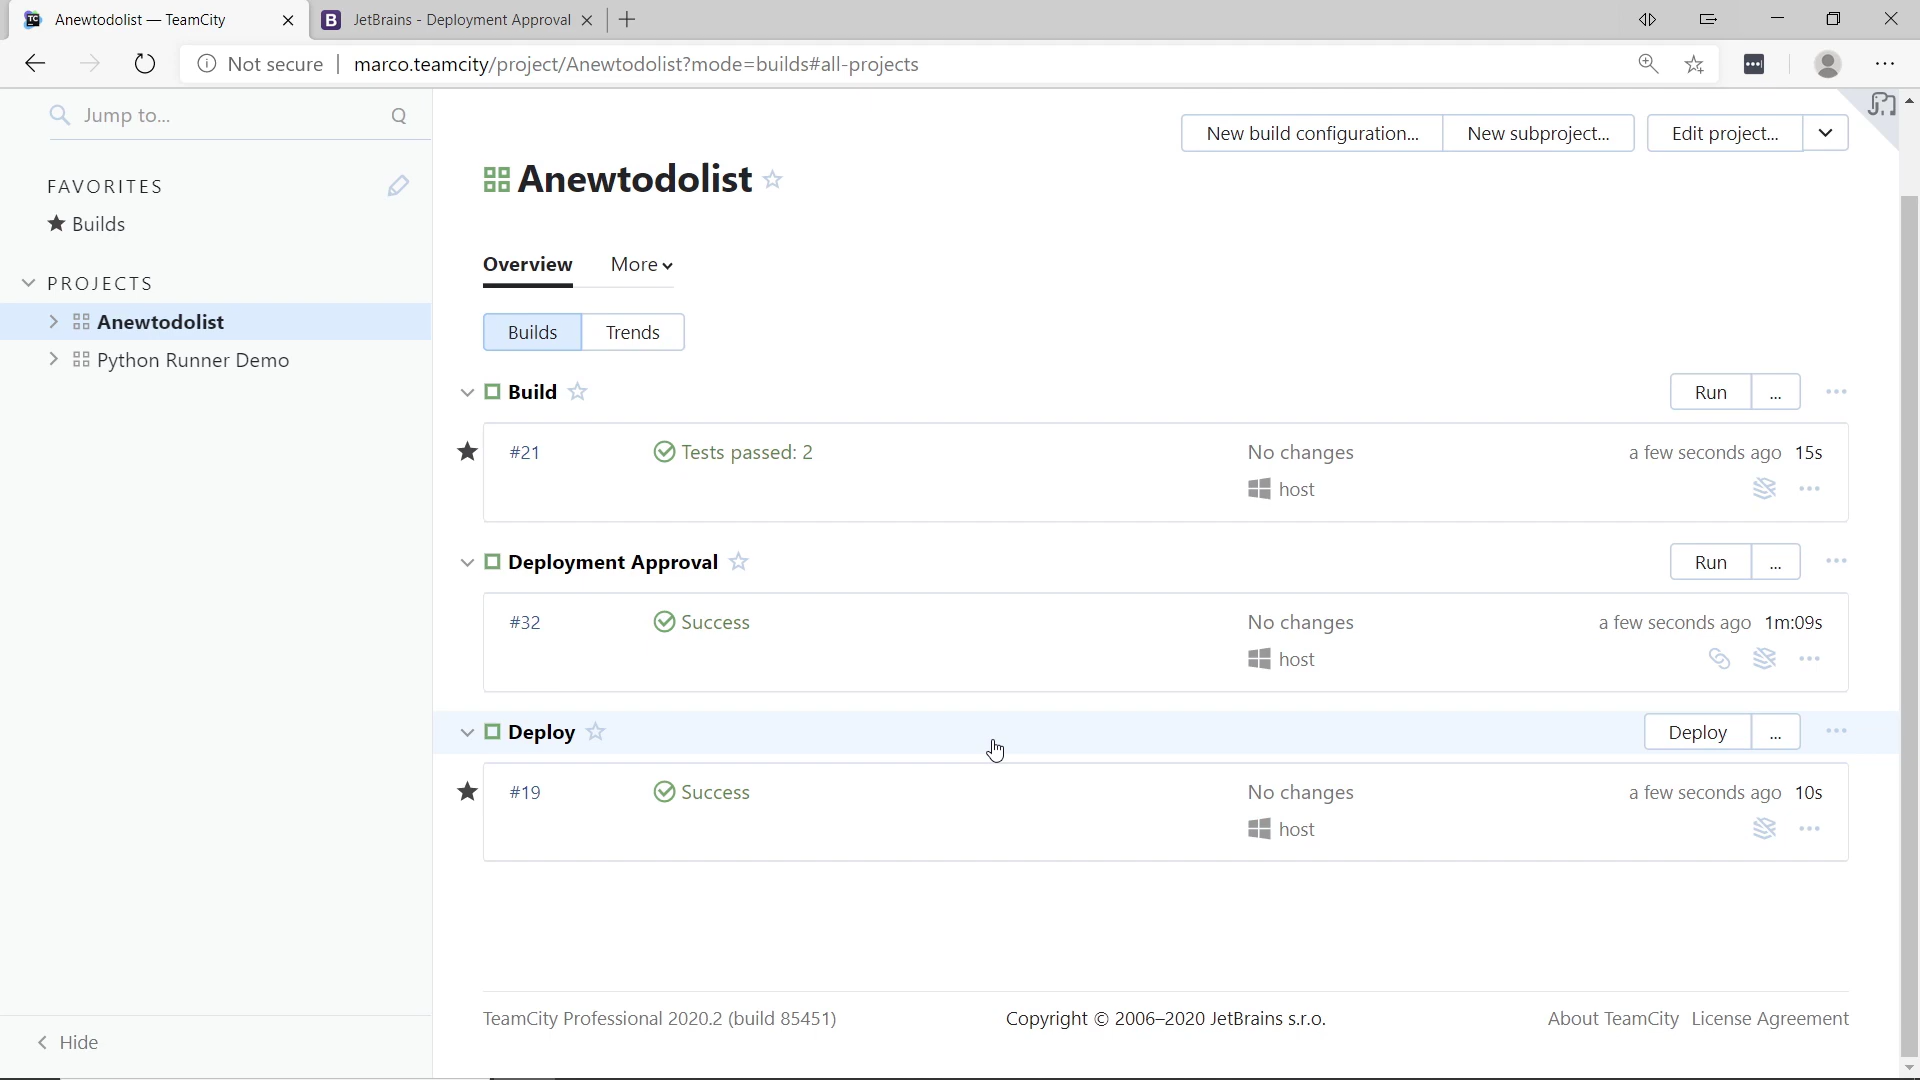 Anewtodolist — TeamCity
JetBrains - Deployment Approval
Not secure
marco.teamcity/project/Anewtodolist?mode=builds#all-projects
Jump to...
Q
FAVORITES
Builds
PROJECTS
Anewtodolist
Python Runner Demo
Hide
New build configuration...
New subproject...
Edit project...
Anewtodolist
Overview
More
Builds
Trends
Build
Run
...
#21
Tests passed: 2
No changes
a few seconds ago
15s
host
Deployment Approval
Run
...
#32
Success
No changes
a few seconds ago
1m:09s
host
Deploy
Deploy
...
#19
Success
No changes
a few seconds ago
10s
host
TeamCity Professional 2020.2 (build 85451)
Copyright © 2006–2020 JetBrains s.r.o.
About TeamCity
License Agreement